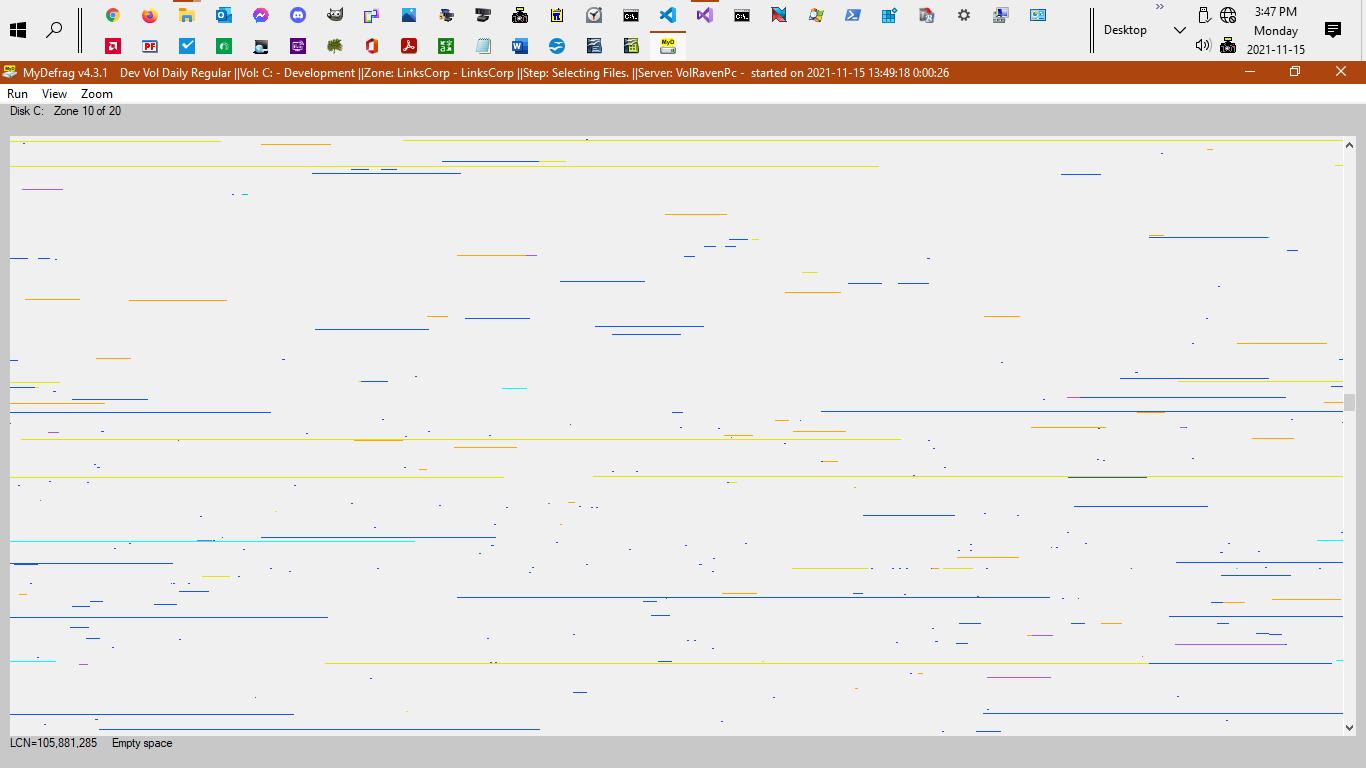 3:47 PM
Monday
2021-11-15
Desktop
MyDefrag v4.3.1    Dev Vol Daily Regular ||Vol: C: - Development ||Zone: LinksCorp - LinksCorp ||Step: Selecting Files. ||Server: VolRavenPc -  started on 2021-11-15 13:49:18 0:00:26
Run View Zoom
Disk C:   Zone 10 of 20
LCN=105,881,285    Empty space